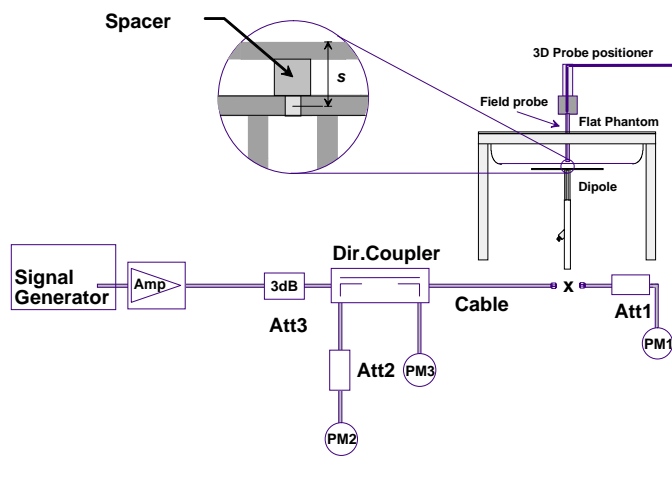 Spacer
s
3D Probe positioner
Field probe
Flat Phantom
Dipole
Signal
Generator
Amp
3dB
Att3
Dir.Coupler
Cable
x
Att1
PM1
Att2
PM3
PM2